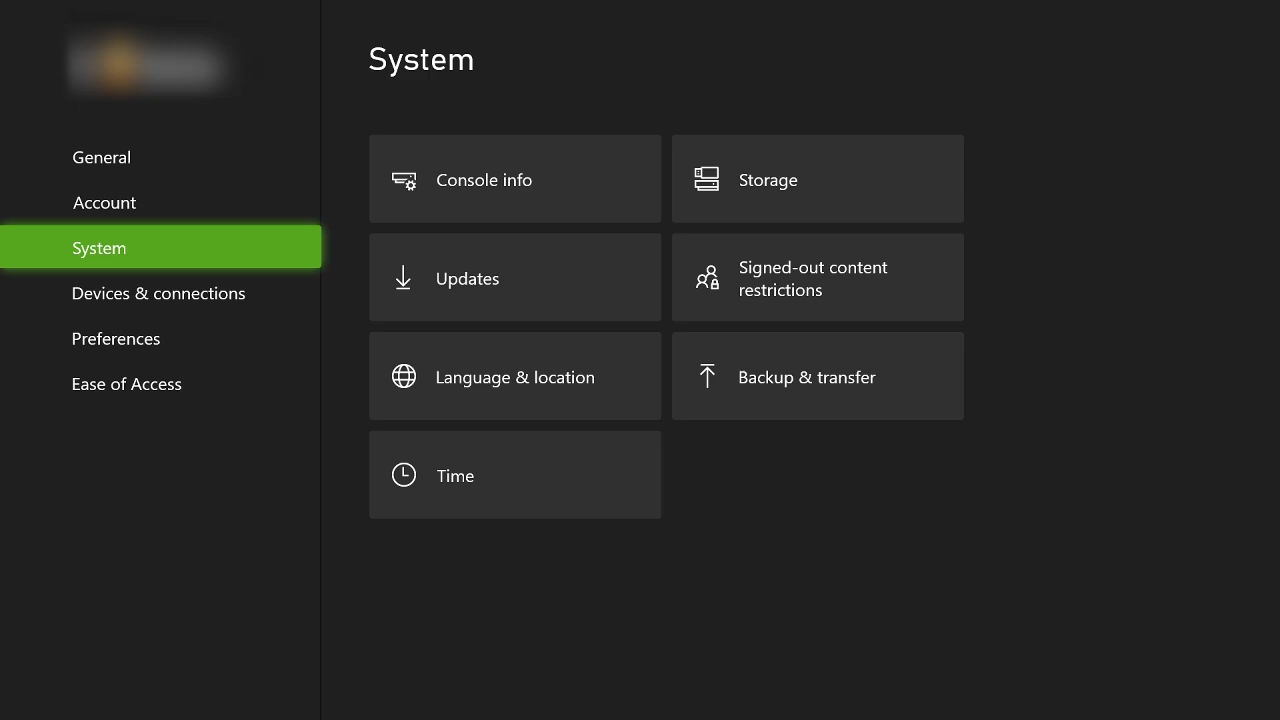 System
General
Account
System
Devices & connections
Preferences
Ease of Access
Console info
Storage
Updates
Signed-out content
restrictions
Language & location
Backup & transfer
Time